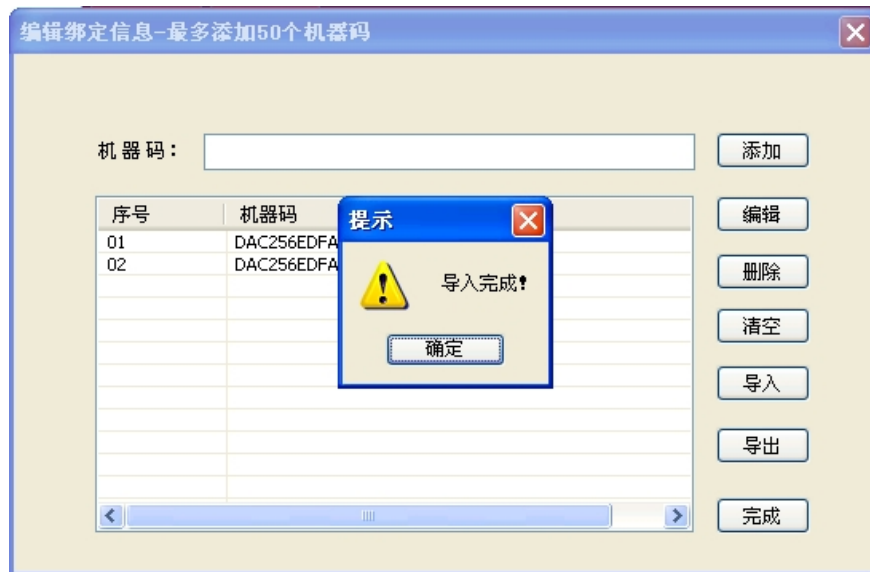 编辑绑定信息-最多添加50个机器码
机器码:
添加
序号 机器码
编辑
01 DAC256EDFA
02 DAC256EDFA
删除
清空
导入
导出
完成
提示
导入完成!
确定